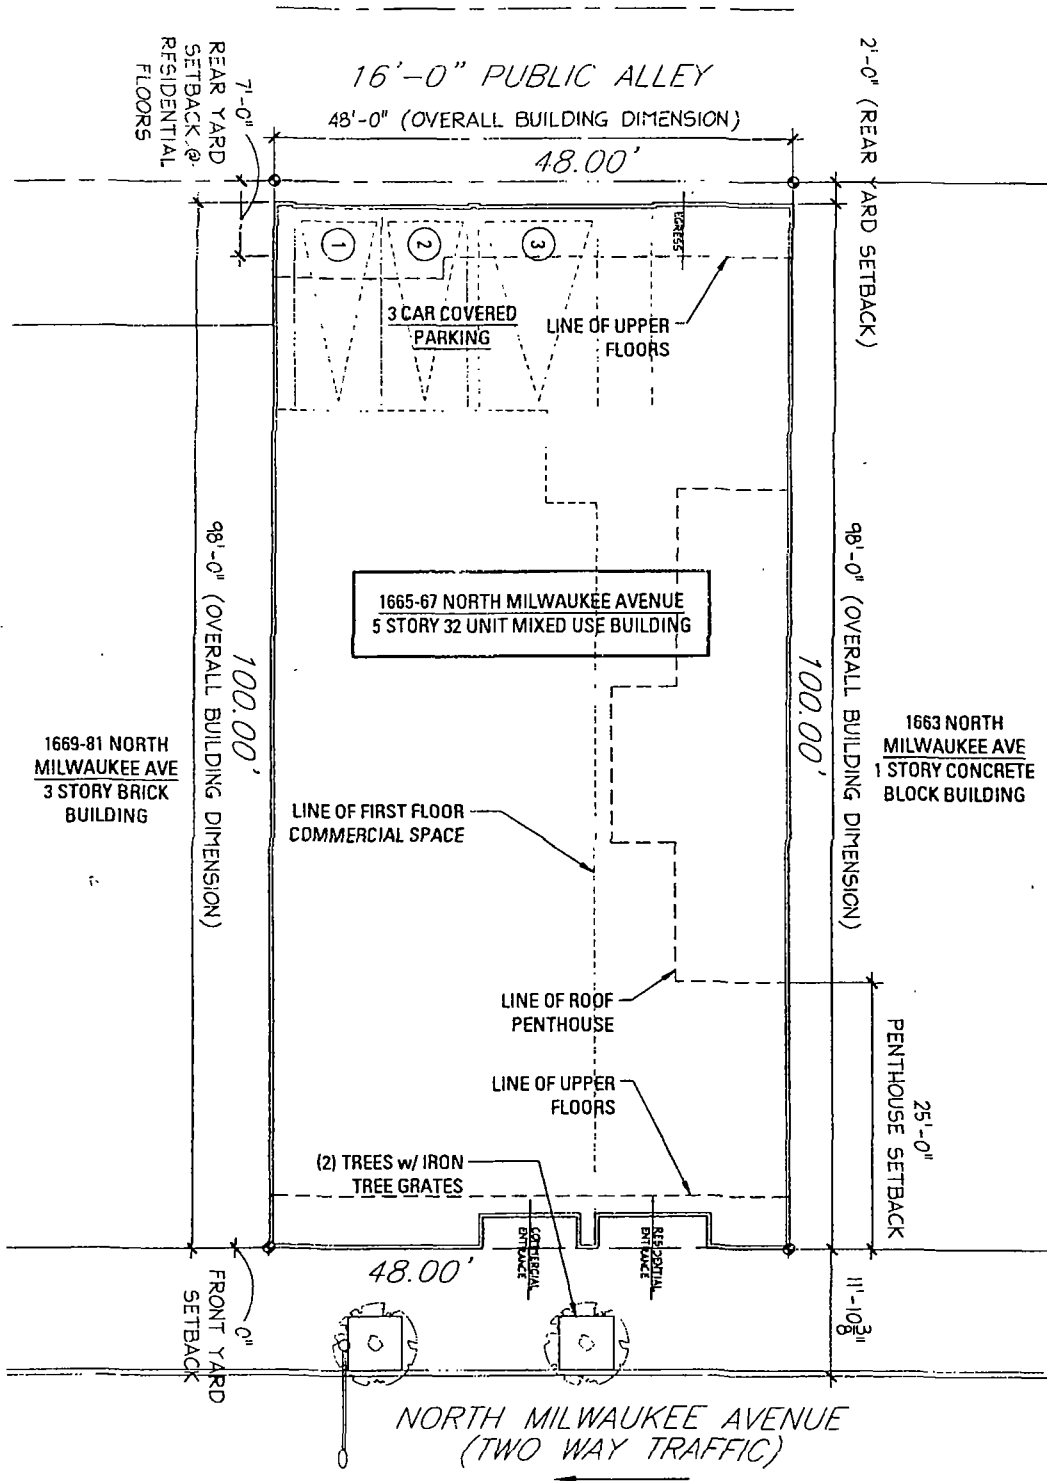 16'-0" PUBLIC ALLEY
48'-0" (OVERALL BUILDING DIMENSION)
48.00'
7'-0"
REAR YARD
SETBACK @
RESIDENTIAL
FLOORS
2'-0" (REAR YARD SETBACK)
1
2
3
EGRESS
3 CAR COVERED
PARKING
LINE OF UPPER
FLOORS
1665-67 NORTH MILWAUKEE AVENUE
5 STORY 32 UNIT MIXED USE BUILDING
98'-0" (OVERALL BUILDING DIMENSION)
100.00'
100.00'
98'-0" (OVERALL BUILDING DIMENSION)
1669-81 NORTH
MILWAUKEE AVE
3 STORY BRICK
BUILDING
1663 NORTH
MILWAUKEE AVE
1 STORY CONCRETE
BLOCK BUILDING
LINE OF FIRST FLOOR
COMMERCIAL SPACE
LINE OF ROOF
PENTHOUSE
LINE OF UPPER
FLOORS
25'-0"
PENTHOUSE SETBACK
(2) TREES w/ IRON
TREE GRATES
COMMERCIAL
ENTRANCE
RESIDENTIAL
ENTRANCE
48.00'
0"
FRONT YARD
SETBACK
11'-10 3/8"
NORTH MILWAUKEE AVENUE
(TWO WAY TRAFFIC)